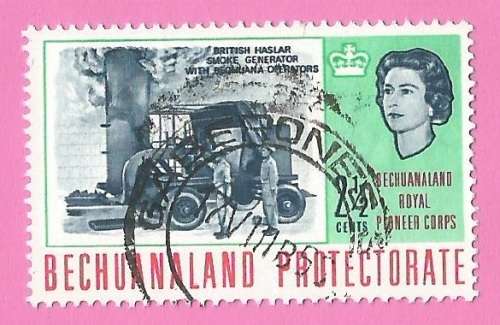 BRITISH HASLAR
SMOKE GENERATOR
WITH BECHUANA OPERATORS
GABERONES
2½
CENTS
BECHUANALAND
ROYAL
PIONEER CORPS
BECHUANALAND PROTECTORATE